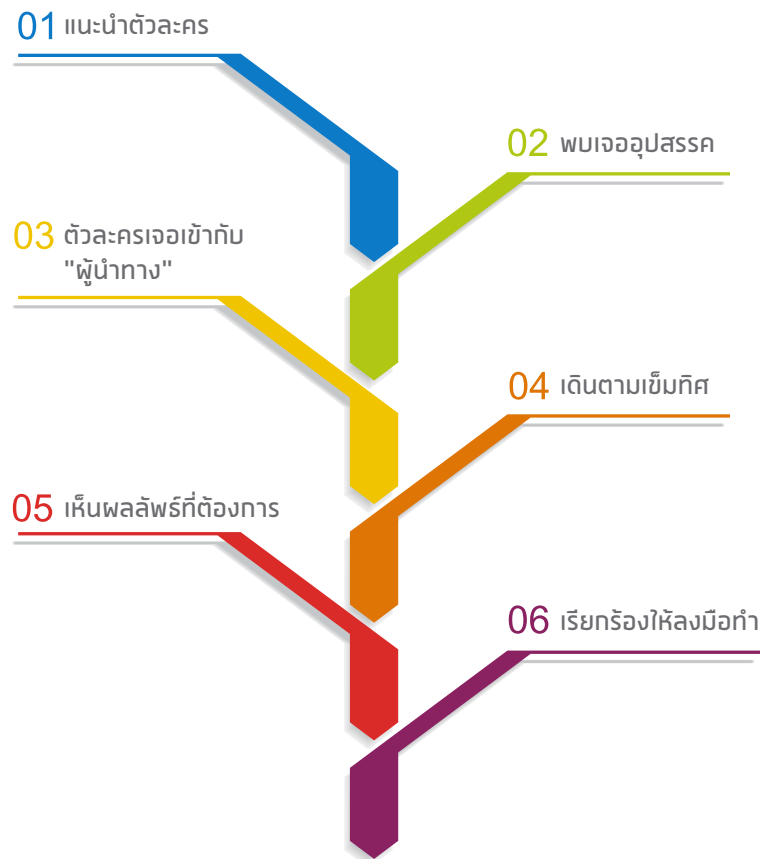 01 แนะนำตัวละคร
02 พบเจออุปสรรค
03 ตัวละครเจอเข้ากับ
"ผู้นำทาง"
04 เดินตามเข็มทิศ
05 เห็นผลลัพธ์ที่ต้องการ
06 เรียกร้องให้ลงมือทำ